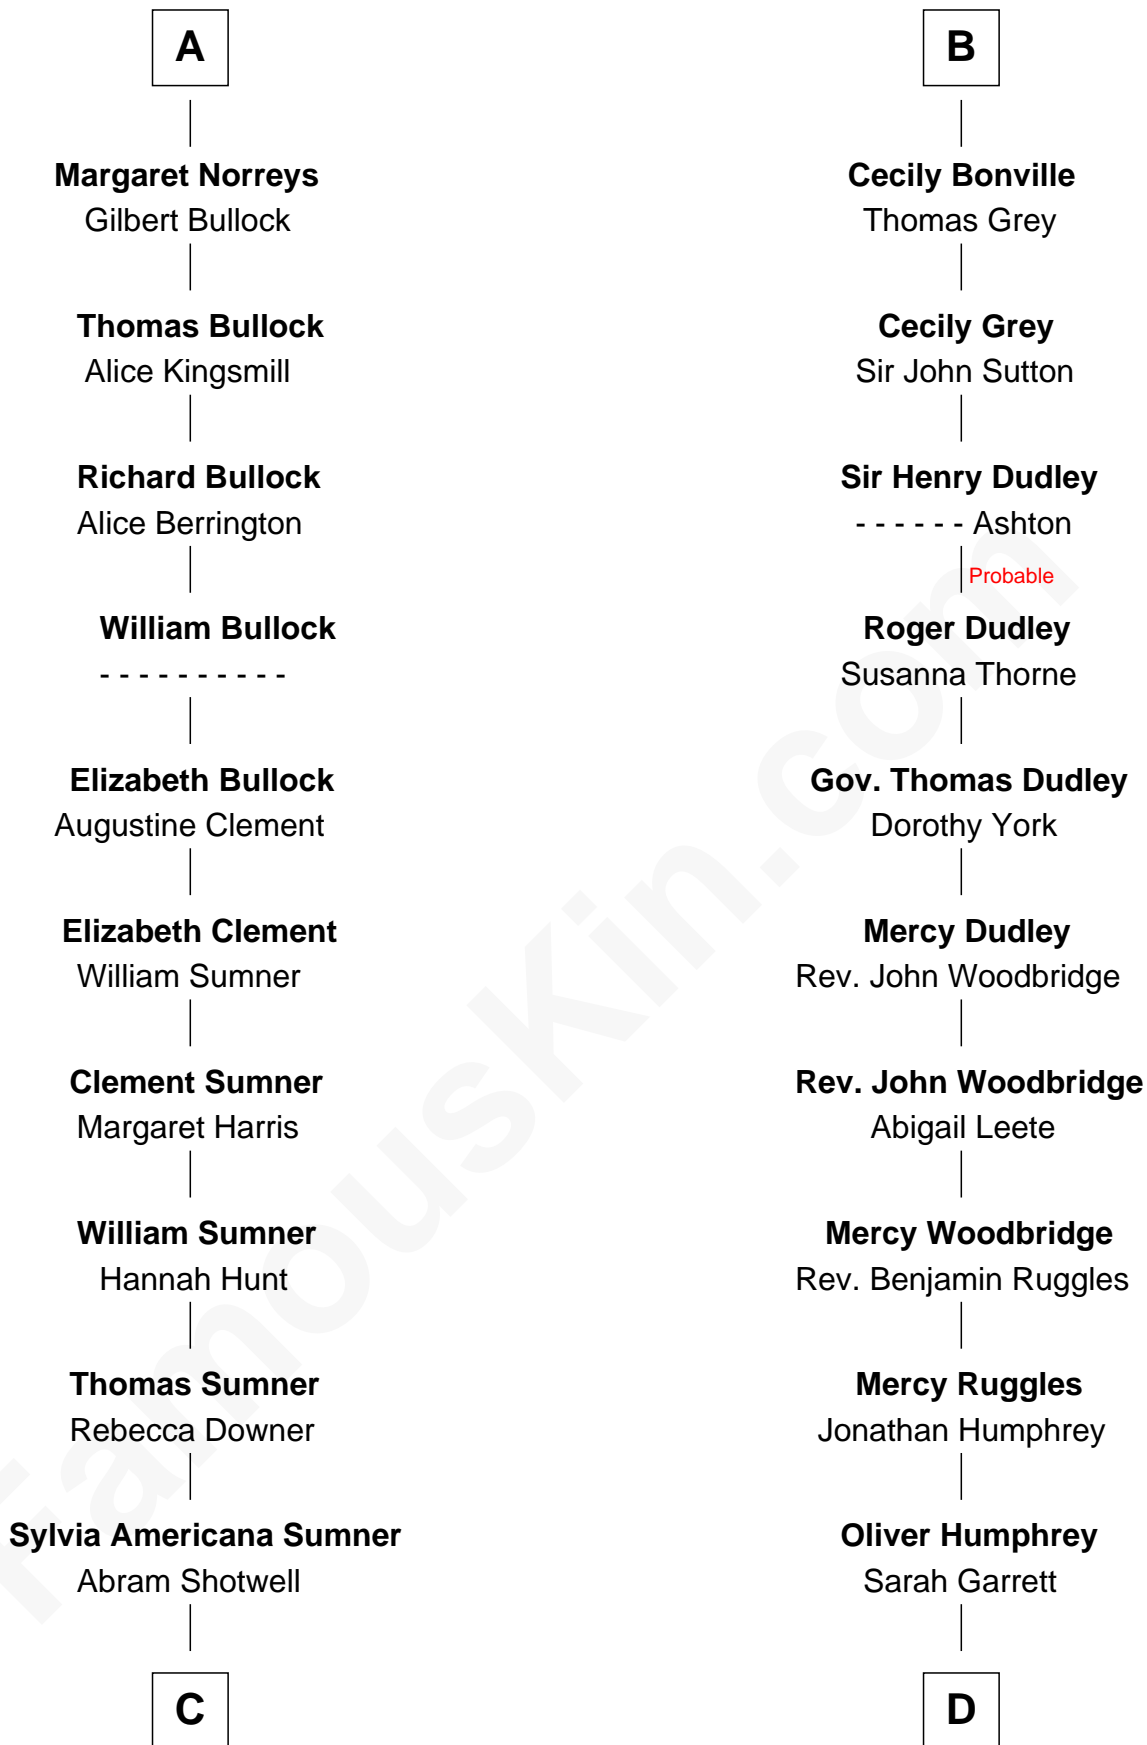 A
Margaret Norreys
Gilbert Bullock
Thomas Bullock
Alice Kingsmill
Richard Bullock
Alice Berrington
William Bullock
- - - - - - - - - -
Elizabeth Bullock
Augustine Clement
Elizabeth Clement
William Sumner
Clement Sumner
Margaret Harris
William Sumner
Hannah Hunt
Thomas Sumner
Rebecca Downer
Sylvia Americana Sumner
Abram Shotwell
C
B
Cecily Bonville
Thomas Grey
Cecily Grey
Sir John Sutton
Sir Henry Dudley
- - - - - - Ashton
Probable
Roger Dudley
Susanna Thorne
Gov. Thomas Dudley
Dorothy York
Mercy Dudley
Rev. John Woodbridge
Rev. John Woodbridge
Abigail Leete
Mercy Woodbridge
Rev. Benjamin Ruggles
Mercy Ruggles
Jonathan Humphrey
Oliver Humphrey
Sarah Garrett
D
FamousKin.com